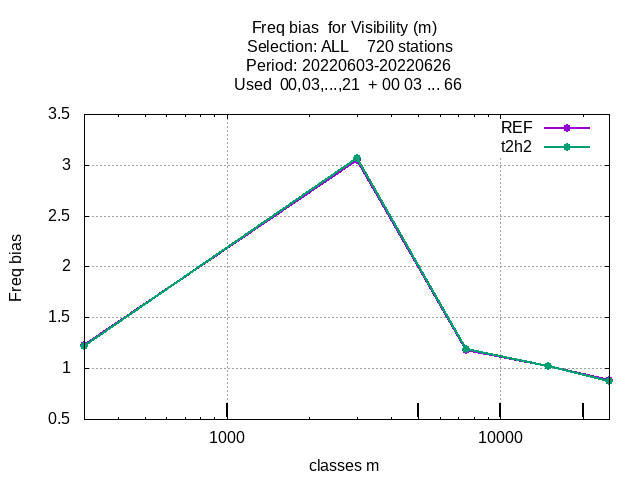 Freq bias  for Visibility (m)
Selection: ALL    720 stations
Period: 20220603-20220626
Used  00,03,...,21  + 00 03 ... 66
REF
t2h2
3.5
3
2.5
2
1.5
1
0.5
Freq bias
1000
10000
classes m